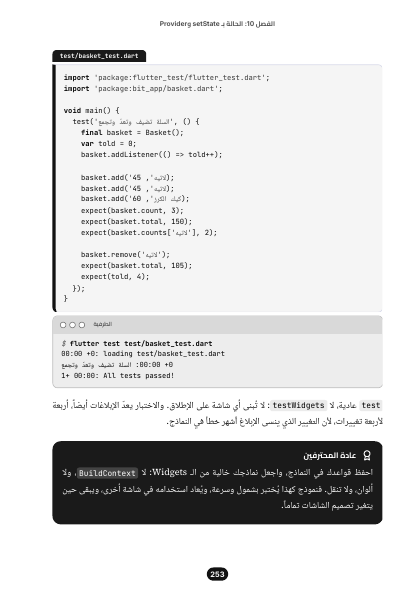 الفصل 10: الحالة بـ setState وProvider
test/basket_test.dart
import 'package:flutter_test/flutter_test.dart';
import 'package:bit_app/basket.dart';
void main() {
test('السلة تضيف وتعدّ وتجمع', () {
final basket = Basket();
var told = 0;
basket.addListener(() => told++);
basket.add('لاتيه', 45);
basket.add('لاتيه', 45);
basket.add('كيك الكرز', 60);
expect(basket.count, 3);
expect(basket.total, 150);
expect(basket.counts['لاتيه'], 2);
basket.remove('لاتيه');
expect(basket.total, 105);
expect(told, 4);
});
}
الطرفية
$ flutter test test/basket_test.dart
00:00 +0: loading test/basket_test.dart
00:00 +0: السلة تضيف وتعدّ وتجمع
00:00 +1: All tests passed!
test عادية، لا testWidgets: لا تُبنى أي شاشة على الإطلاق. والاختبار يعدّ الإبلاغات أيضاً، أربعة
لأربعة تغييرات، لأن التغيير الذي ينسى الإبلاغ أشهر خطأ في النماذج.
عادة المحترفين
احفظ قواعدك في النماذج، واجعل نماذجك خالية من الـ Widgets: لا BuildContext، ولا
ألوان، ولا تنقل. فنموذج كهذا يُختبر بشمول وسرعة، ويُعاد استخدامه في شاشة أخرى، ويبقى حين
يتغير تصميم الشاشات تماماً.
253